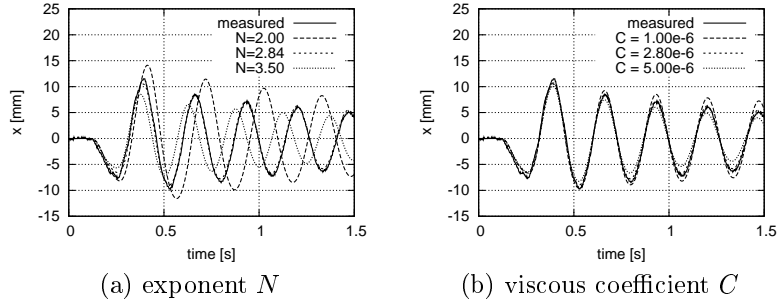 25
20
15
10
5
0
-5
-10
-15
x [mm]
measured
N=2.00
N=2.84
N=3.50
0 0.5 1 1.5
time [s]
(a) exponent N
25
20
15
10
5
0
-5
-10
-15
x [mm]
measured
C = 1.00e-6
C = 2.80e-6
C = 5.00e-6
0 0.5 1 1.5
time [s]
(b) viscous coefficient C